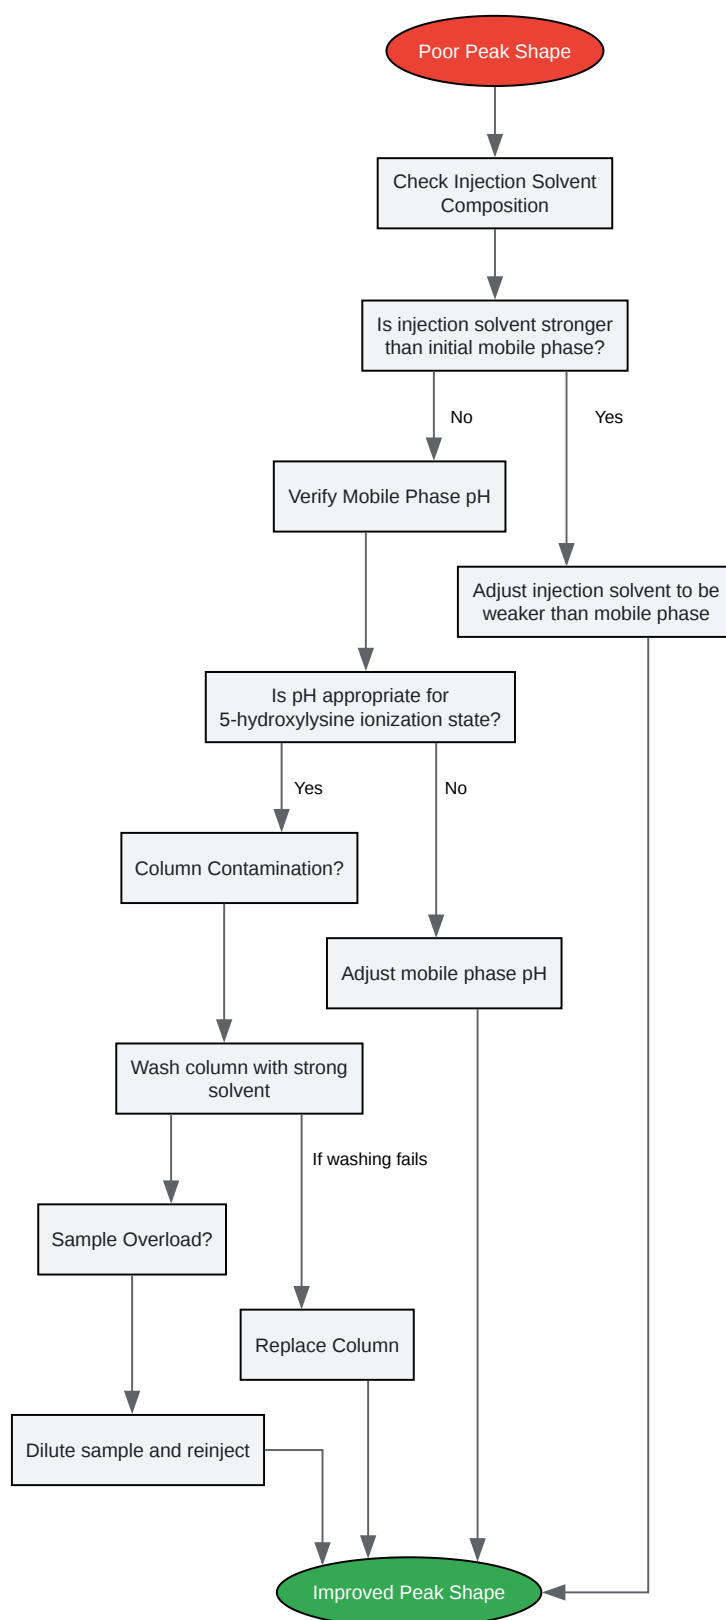 Poor Peak Shape
Check Injection Solvent
Composition
Is injection solvent stronger
than initial mobile phase?
No
Yes
Verify Mobile Phase pH
Adjust injection solvent to be
weaker than mobile phase
Is pH appropriate for
5-hydroxylysine ionization state?
Yes
No
Column Contamination?
Adjust mobile phase pH
Wash column with strong
solvent
If washing fails
Sample Overload?
Replace Column
Dilute sample and reinject
Improved Peak Shape